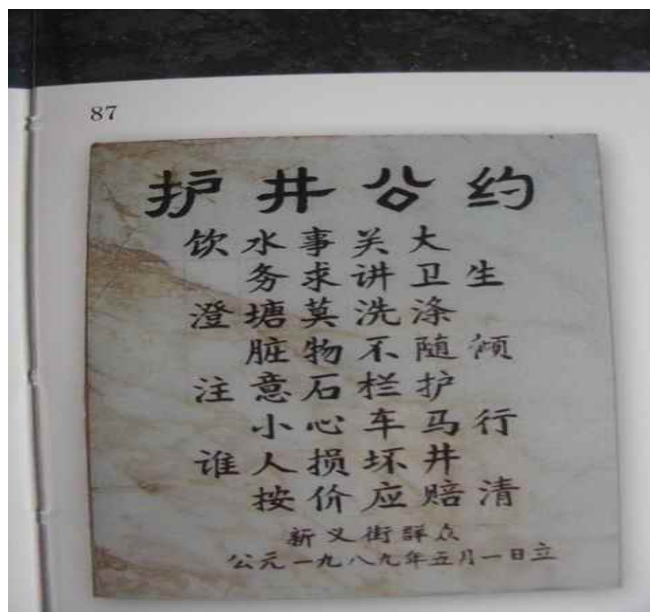 87
护井公约
饮水事关大
务求讲卫生
澄塘莫洗涤
脏物不随倾
注意石栏护
小心车马行
谁人损坏井
按价应赔清
新义街群众
公元一九八九年五月一日立